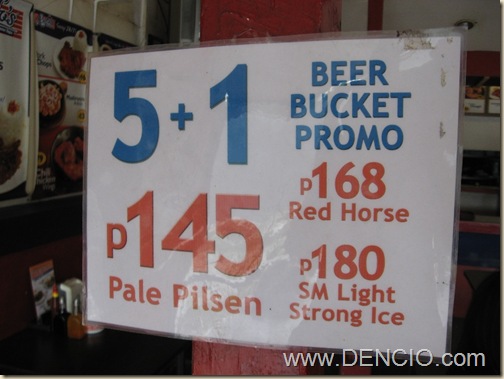 5+1
BEER
BUCKET
PROMO
P145
Pale Pilsen
P168
Red Horse
P180
SM Light
Strong Ice
www.DENCIO.com